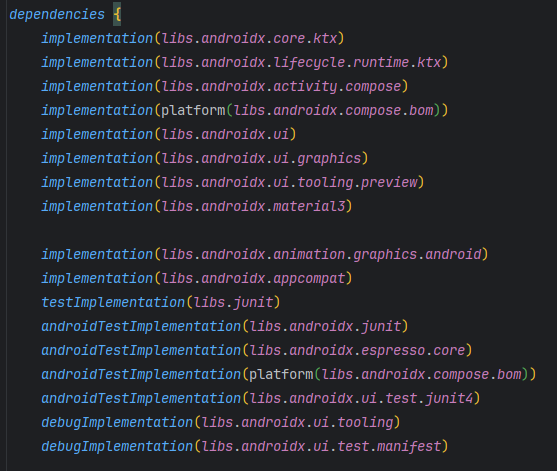 dependencies {
implementation(libs.androidx.core.ktx)
implementation(libs.androidx.lifecycle.runtime.ktx)
implementation(libs.androidx.activity.compose)
implementation(platform(libs.androidx.compose.bom))
implementation(libs.androidx.ui)
implementation(libs.androidx.ui.graphics)
implementation(libs.androidx.ui.tooling.preview)
implementation(libs.androidx.material3)
implementation(libs.androidx.animation.graphics.android)
implementation(libs.androidx.appcompat)
testImplementation(libs.junit)
androidTestImplementation(libs.androidx.junit)
androidTestImplementation(libs.androidx.espresso.core)
androidTestImplementation(platform(libs.androidx.compose.bom))
androidTestImplementation(libs.androidx.ui.test.junit4)
debugImplementation(libs.androidx.ui.tooling)
debugImplementation(libs.androidx.ui.test.manifest)